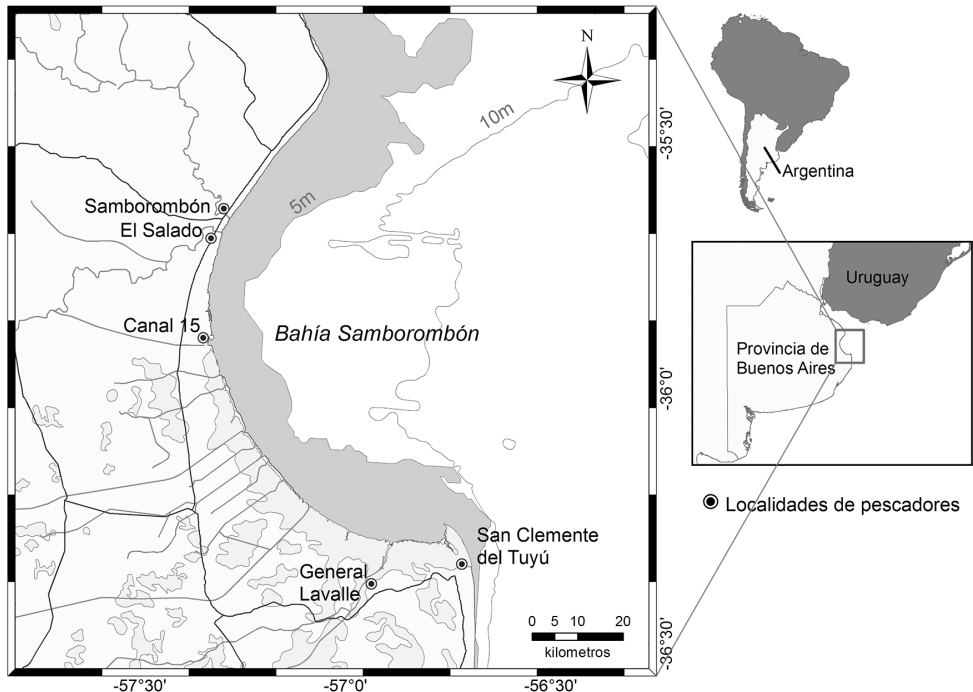 N
10m
5m
Samborombón
El Salado
Canal 15
Bahía Samborombón
San Clemente
del Tuyú
General
Lavalle
0 5 10 20
kilometros
-57°30'
-57°0'
-56°30'
-35°30'
-36°0'
-36°30'
Argentina
Uruguay
Provincia de
Buenos Aires
Localidades de pescadores